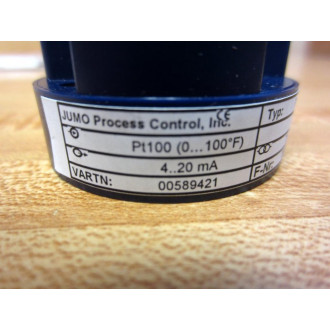 JUMO Process Control, Inc. CE Typ:
Pt100 (0...100°F)
4..20 mA
VARTN: 00589421 F-Nr: